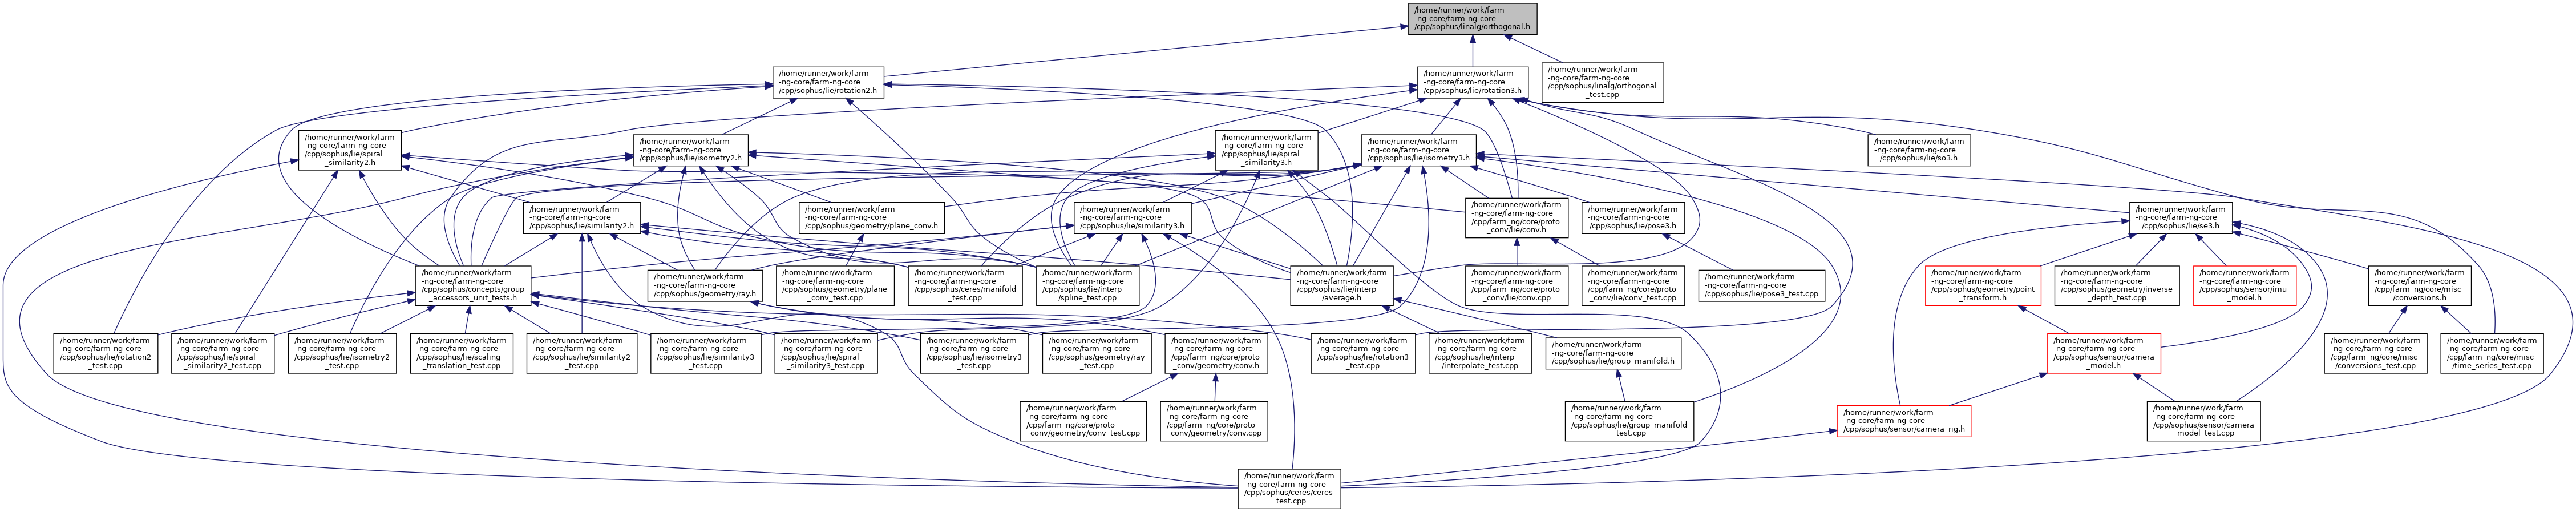 /home/runner/work/farm
-ng-core/farm-ng-core
/cpp/sophus/linalg/orthogonal.h
/home/runner/work/farm
-ng-core/farm-ng-core
/cpp/sophus/lie/rotation2.h
/home/runner/work/farm
-ng-core/farm-ng-core
/cpp/sophus/lie/rotation3.h
/home/runner/work/farm
-ng-core/farm-ng-core
/cpp/sophus/linalg/orthogonal
_test.cpp
/home/runner/work/farm
-ng-core/farm-ng-core
/cpp/sophus/lie/spiral
_similarity2.h
/home/runner/work/farm
-ng-core/farm-ng-core
/cpp/sophus/lie/isometry2.h
/home/runner/work/farm
-ng-core/farm-ng-core
/cpp/sophus/lie/spiral
_similarity3.h
/home/runner/work/farm
-ng-core/farm-ng-core
/cpp/sophus/lie/isometry3.h
/home/runner/work/farm
-ng-core/farm-ng-core
/cpp/sophus/lie/so3.h
/home/runner/work/farm
-ng-core/farm-ng-core
/cpp/sophus/lie/similarity2.h
/home/runner/work/farm
-ng-core/farm-ng-core
/cpp/sophus/geometry/plane_conv.h
/home/runner/work/farm
-ng-core/farm-ng-core
/cpp/sophus/lie/similarity3.h
/home/runner/work/farm
-ng-core/farm-ng-core
/cpp/farm_ng/core/proto
_conv/lie/conv.h
/home/runner/work/farm
-ng-core/farm-ng-core
/cpp/sophus/lie/pose3.h
/home/runner/work/farm
-ng-core/farm-ng-core
/cpp/sophus/lie/se3.h
/home/runner/work/farm
-ng-core/farm-ng-core
/cpp/sophus/concepts/group
_accessors_unit_tests.h
/home/runner/work/farm
-ng-core/farm-ng-core
/cpp/sophus/geometry/ray.h
/home/runner/work/farm
-ng-core/farm-ng-core
/cpp/sophus/geometry/plane
_conv_test.cpp
/home/runner/work/farm
-ng-core/farm-ng-core
/cpp/sophus/ceres/manifold
_test.cpp
/home/runner/work/farm
-ng-core/farm-ng-core
/cpp/sophus/lie/interp
/spline_test.cpp
/home/runner/work/farm
-ng-core/farm-ng-core
/cpp/sophus/lie/interp
/average.h
/home/runner/work/farm
-ng-core/farm-ng-core
/cpp/farm_ng/core/proto
_conv/lie/conv.cpp
/home/runner/work/farm
-ng-core/farm-ng-core
/cpp/farm_ng/core/proto
_conv/lie/conv_test.cpp
/home/runner/work/farm
-ng-core/farm-ng-core
/cpp/sophus/lie/pose3_test.cpp
/home/runner/work/farm
-ng-core/farm-ng-core
/cpp/sophus/geometry/point
_transform.h
/home/runner/work/farm
-ng-core/farm-ng-core
/cpp/sophus/geometry/inverse
_depth_test.cpp
/home/runner/work/farm
-ng-core/farm-ng-core
/cpp/sophus/sensor/imu
_model.h
/home/runner/work/farm
-ng-core/farm-ng-core
/cpp/farm_ng/core/misc
/conversions.h
/home/runner/work/farm
-ng-core/farm-ng-core
/cpp/sophus/lie/rotation2
_test.cpp
/home/runner/work/farm
-ng-core/farm-ng-core
/cpp/sophus/lie/spiral
_similarity2_test.cpp
/home/runner/work/farm
-ng-core/farm-ng-core
/cpp/sophus/lie/isometry2
_test.cpp
/home/runner/work/farm
-ng-core/farm-ng-core
/cpp/sophus/lie/scaling
_translation_test.cpp
/home/runner/work/farm
-ng-core/farm-ng-core
/cpp/sophus/lie/similarity2
_test.cpp
/home/runner/work/farm
-ng-core/farm-ng-core
/cpp/sophus/lie/similarity3
_test.cpp
/home/runner/work/farm
-ng-core/farm-ng-core
/cpp/sophus/lie/spiral
_similarity3_test.cpp
/home/runner/work/farm
-ng-core/farm-ng-core
/cpp/sophus/lie/isometry3
_test.cpp
/home/runner/work/farm
-ng-core/farm-ng-core
/cpp/sophus/geometry/ray
_test.cpp
/home/runner/work/farm
-ng-core/farm-ng-core
/cpp/farm_ng/core/proto
_conv/geometry/conv.h
/home/runner/work/farm
-ng-core/farm-ng-core
/cpp/sophus/lie/rotation3
_test.cpp
/home/runner/work/farm
-ng-core/farm-ng-core
/cpp/sophus/lie/interp
/interpolate_test.cpp
/home/runner/work/farm
-ng-core/farm-ng-core
/cpp/sophus/lie/group_manifold.h
/home/runner/work/farm
-ng-core/farm-ng-core
/cpp/sophus/sensor/camera
_model.h
/home/runner/work/farm
-ng-core/farm-ng-core
/cpp/farm_ng/core/misc
/conversions_test.cpp
/home/runner/work/farm
-ng-core/farm-ng-core
/cpp/farm_ng/core/misc
/time_series_test.cpp
/home/runner/work/farm
-ng-core/farm-ng-core
/cpp/farm_ng/core/proto
_conv/geometry/conv_test.cpp
/home/runner/work/farm
-ng-core/farm-ng-core
/cpp/farm_ng/core/proto
_conv/geometry/conv.cpp
/home/runner/work/farm
-ng-core/farm-ng-core
/cpp/sophus/lie/group_manifold
_test.cpp
/home/runner/work/farm
-ng-core/farm-ng-core
/cpp/sophus/sensor/camera_rig.h
/home/runner/work/farm
-ng-core/farm-ng-core
/cpp/sophus/sensor/camera
_model_test.cpp
/home/runner/work/farm
-ng-core/farm-ng-core
/cpp/sophus/ceres/ceres
_test.cpp